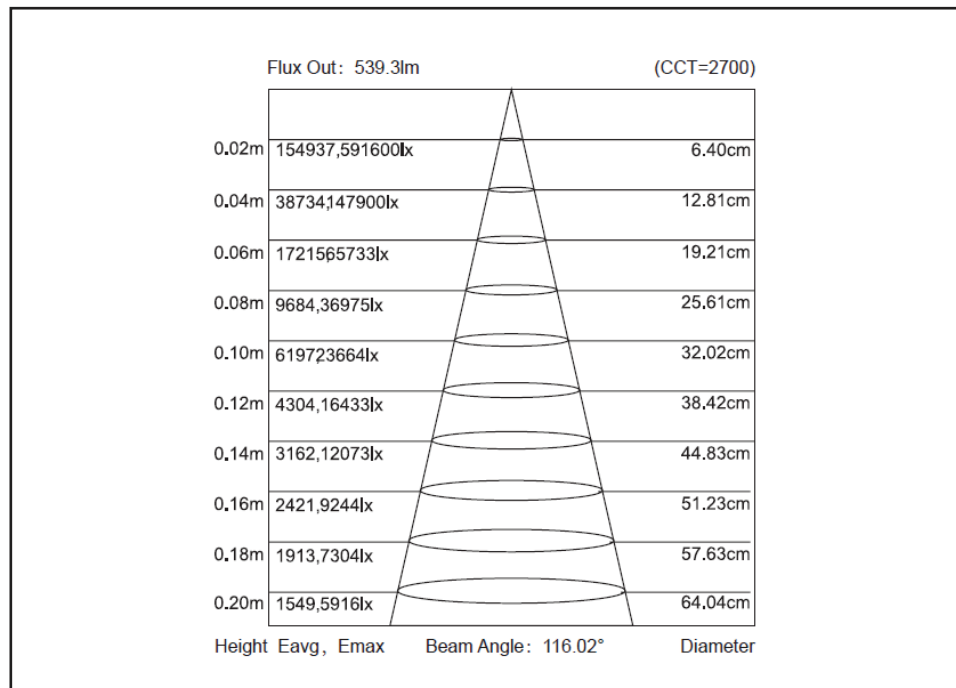 Flux Out: 539.3lm (CCT=2700)
0.02m 154937,591600lx 6.40cm
0.04m 38734,147900lx 12.81cm
0.06m 17215,65733lx 19.21cm
0.08m 9684,36975lx 25.61cm
0.10m 6197,23664lx 32.02cm
0.12m 4304,16433lx 38.42cm
0.14m 3162,12073lx 44.83cm
0.16m 2421,9244lx 51.23cm
0.18m 1913,7304lx 57.63cm
0.20m 1549,5916lx 64.04cm
Height Eavg, Emax Beam Angle: 116.02° Diameter